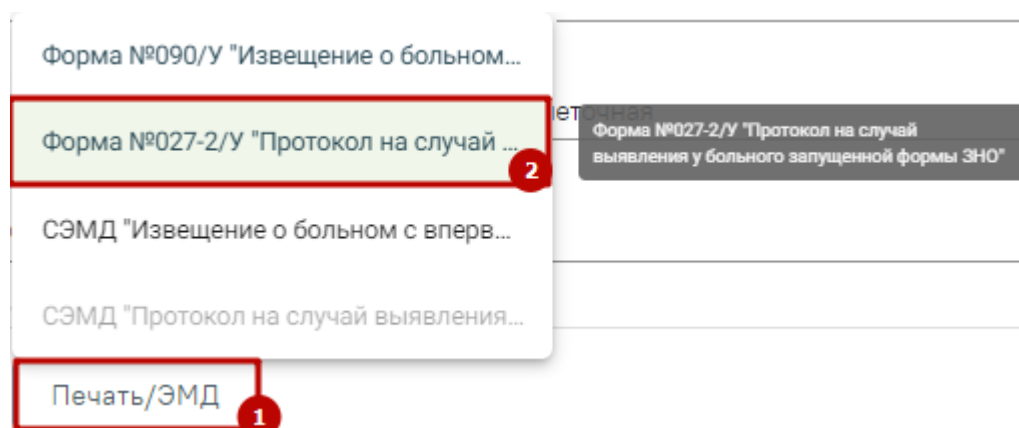 Форма №090/У "Извещение о больном...
Форма №027-2/У "Протокол на случай ...
2
Форма №027-2/У "Протокол на случай
выявления у больного запущенной формы ЗНО"
СЭМД "Извещение о больном с вперв...
СЭМД "Протокол на случай выявления...
Печать/ЭМД
1